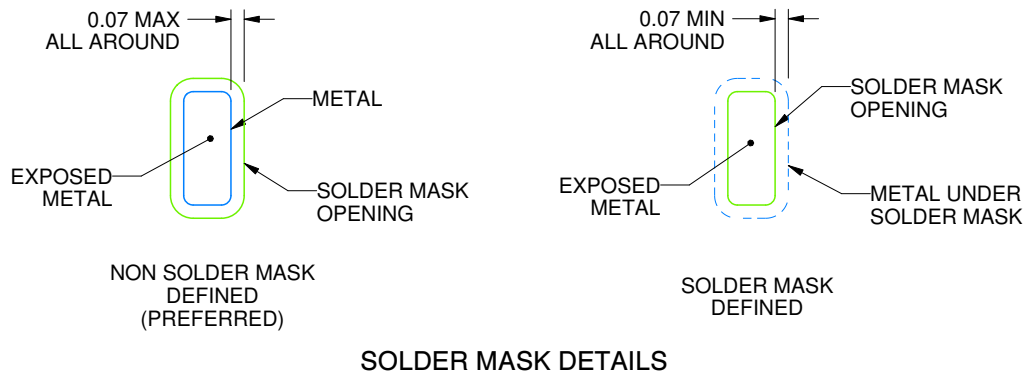 0.07 MAX
ALL AROUND
METAL
EXPOSED
METAL
SOLDER MASK
OPENING
NON SOLDER MASK
DEFINED
(PREFERRED)
0.07 MIN
ALL AROUND
SOLDER MASK
OPENING
EXPOSED
METAL
METAL UNDER
SOLDER MASK
SOLDER MASK
DEFINED
SOLDER MASK DETAILS